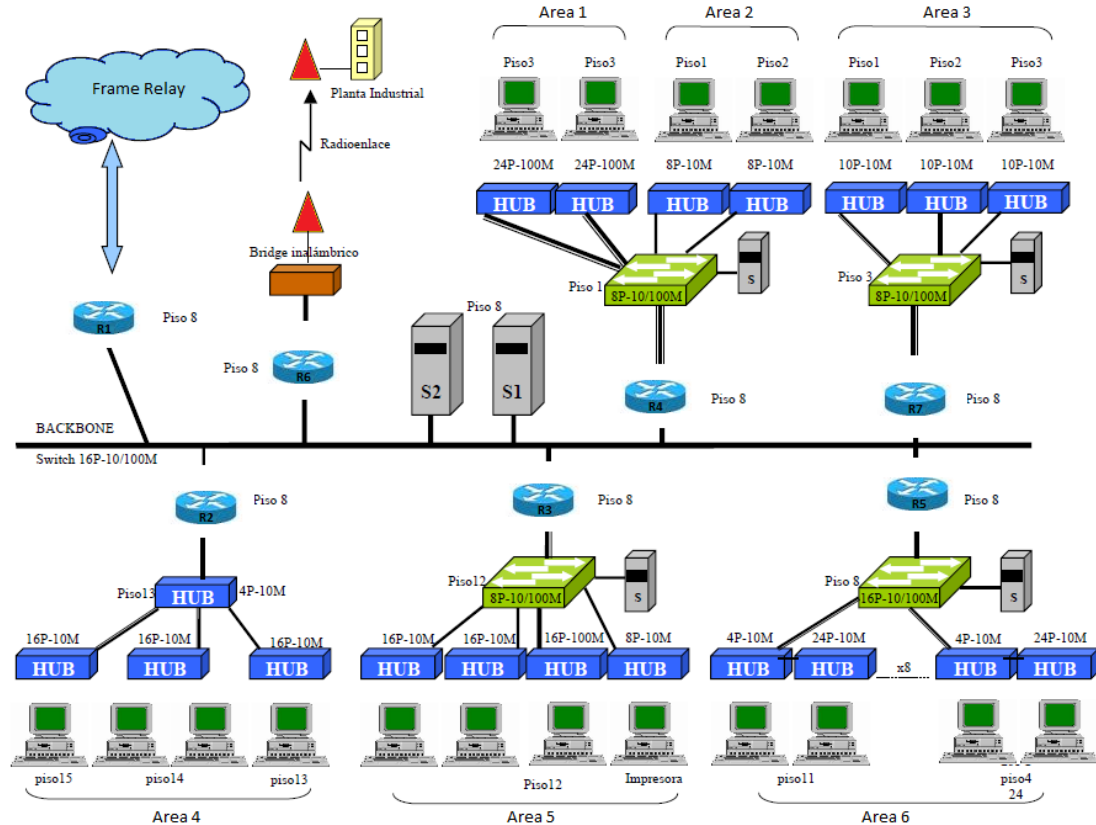 Area 1 Area 2 Area 3
Piso3 Piso3 Piso1 Piso2 Piso1 Piso2 Piso3
Frame Relay
Planta Industrial
Radioenlace
24P-100M 24P-100M 8P-10M 8P-10M 10P-10M 10P-10M 10P-10M
HUB HUB HUB HUB HUB HUB HUB
Bridge inalámbrico
Piso 1 S Piso 3 S
8P-10/100M 8P-10/100M
Piso 8
R1 Piso 8
Piso 8 R6
S2 S1
R4 Piso 8 R7 Piso 8
BACKBONE
Switch 16P-10/100M
R2 Piso 8 R3 Piso 8 R5 Piso 8
Piso13 HUB 4P-10M
Piso12 8P-10/100M S
Piso 8 16P-10/100M S
16P-10M 16P-10M 16P-10M 16P-10M 16P-10M 16P-100M 8P-10M 4P-10M 24P-10M 4P-10M 24P-10M
HUB HUB HUB HUB HUB HUB HUB HUB HUB x8 HUB HUB
piso15 piso14 piso13 Piso12 Impresora piso11 piso4
24
Area 4 Area 5 Area 6